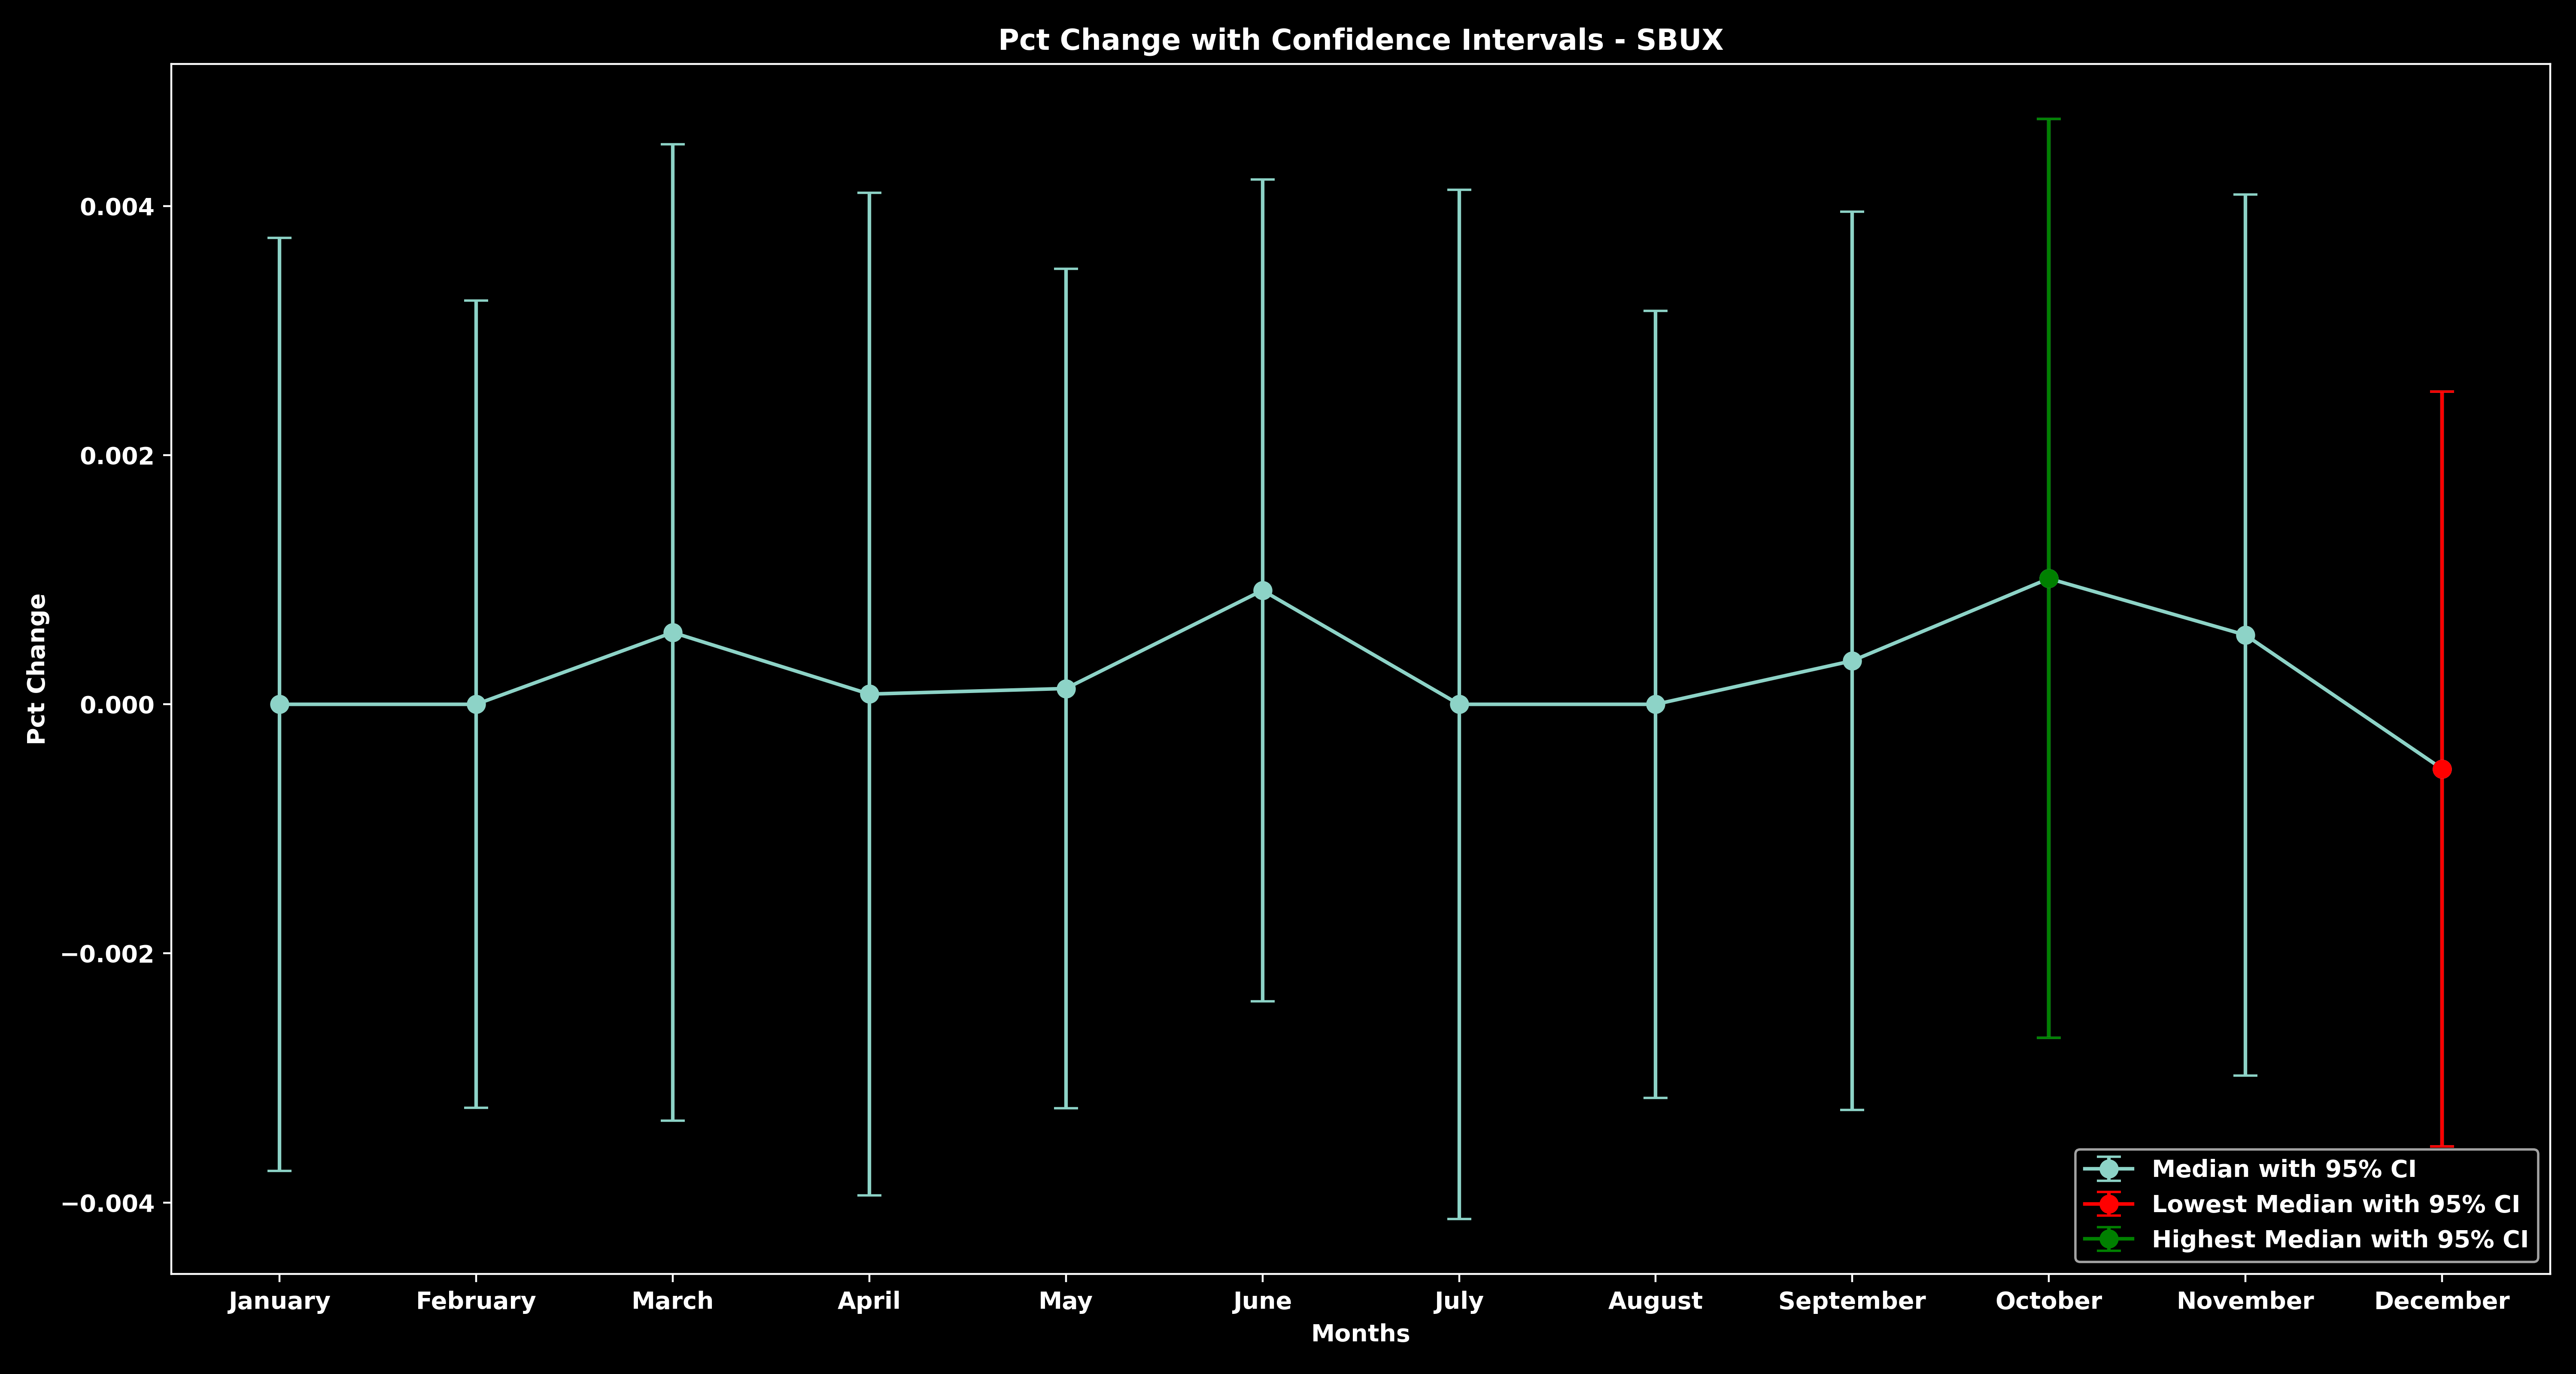 Pct Change with Confidence Intervals - SBUX
Pct Change
0.004
0.002
0.000
−0.002
−0.004
January February March April May June July August September October November December
Months
Median with 95% CI
Lowest Median with 95% CI
Highest Median with 95% CI